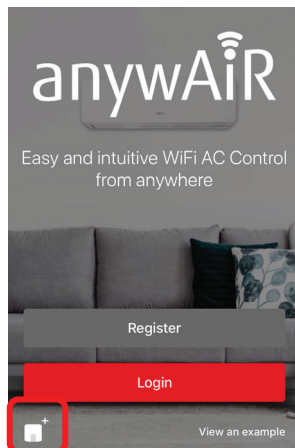 anywAiR
Easy and intuitive WiFi AC Control
from anywhere
Register
Login
View an example